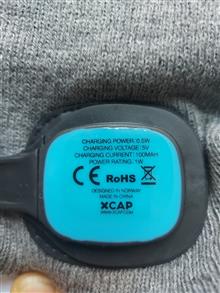 CHARGING POWER: 0.5W
CHARGING VOLTAGE: 5V
CHARGING CURRENT: 100MAH
POWER RATING: 1W
CE RoHS
DESIGNED IN NORWAY
MADE IN CHINA
XCAP
WWW.XCAP.COM